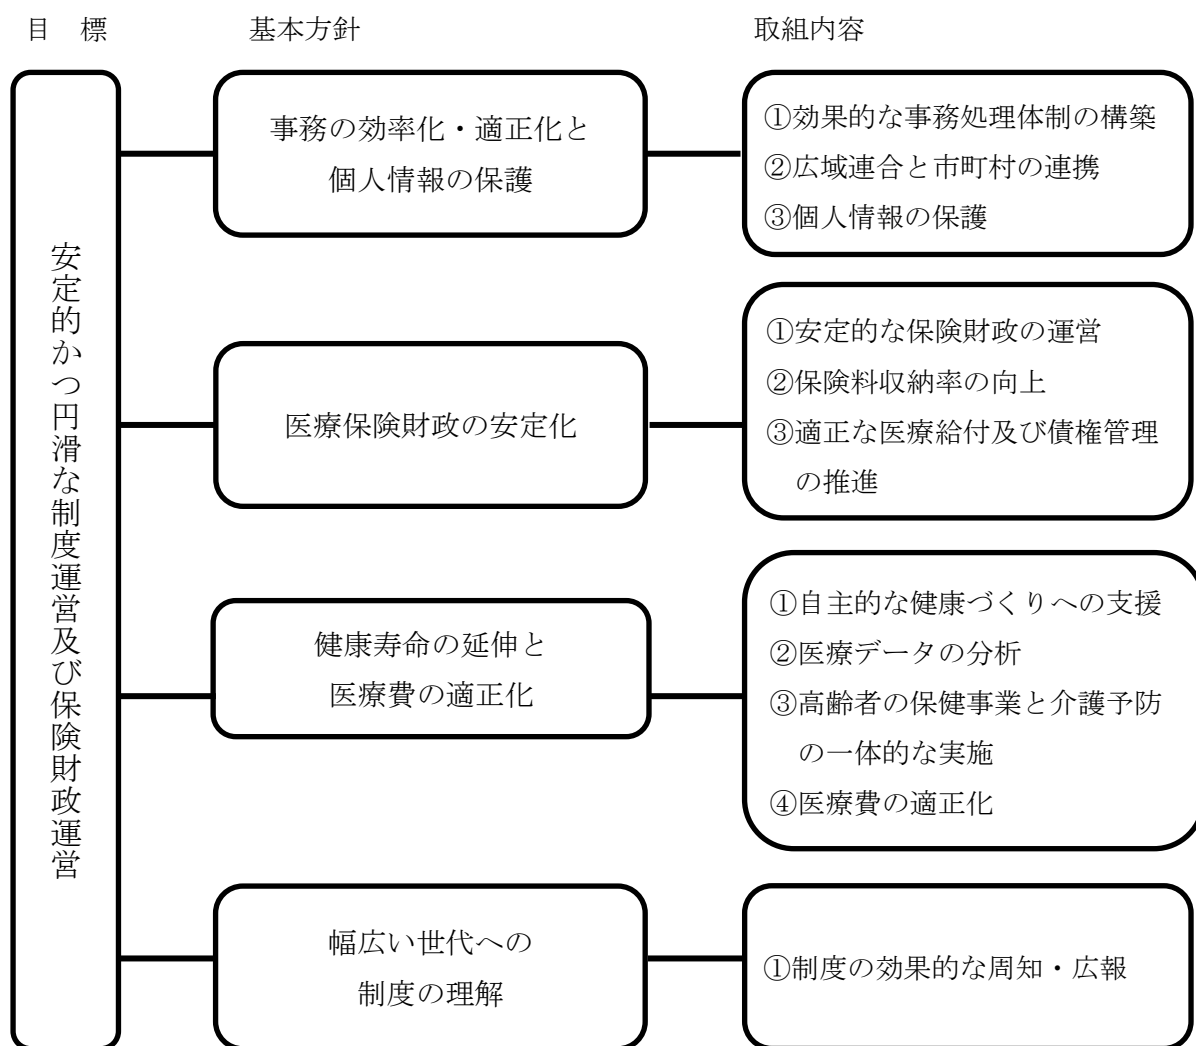 目　標
基本方針
取組内容
安定的かつ円滑な制度運営及び保険財政運営
事務の効率化・適正化と
個人情報の保護
①効果的な事務処理体制の構築
②広域連合と市町村の連携
③個人情報の保護
医療保険財政の安定化
①安定的な保険財政の運営
②保険料収納率の向上
③適正な医療給付及び債権管理
の推進
健康寿命の延伸と
医療費の適正化
①自主的な健康づくりへの支援
②医療データの分析
③高齢者の保健事業と介護予防
の一体的な実施
④医療費の適正化
幅広い世代への
制度の理解
①制度の効果的な周知・広報